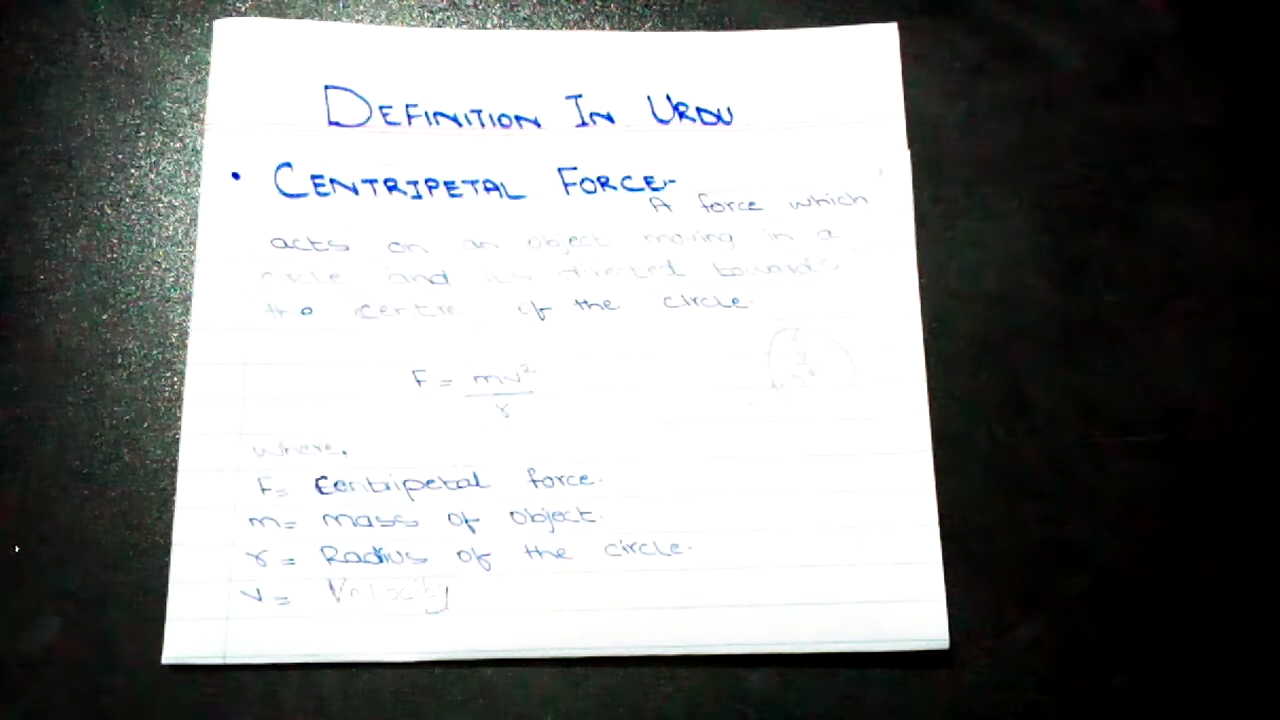 DEFINITION IN URDU
• CENTRIPETAL FORCE:-
A force which
acts on an object moving in a
circle and its directed towards
the centre of the circle.
F = mv²/r
where,
F= Centripetal force.
m= mass of object.
r = Radius of the circle.
v = Velocity